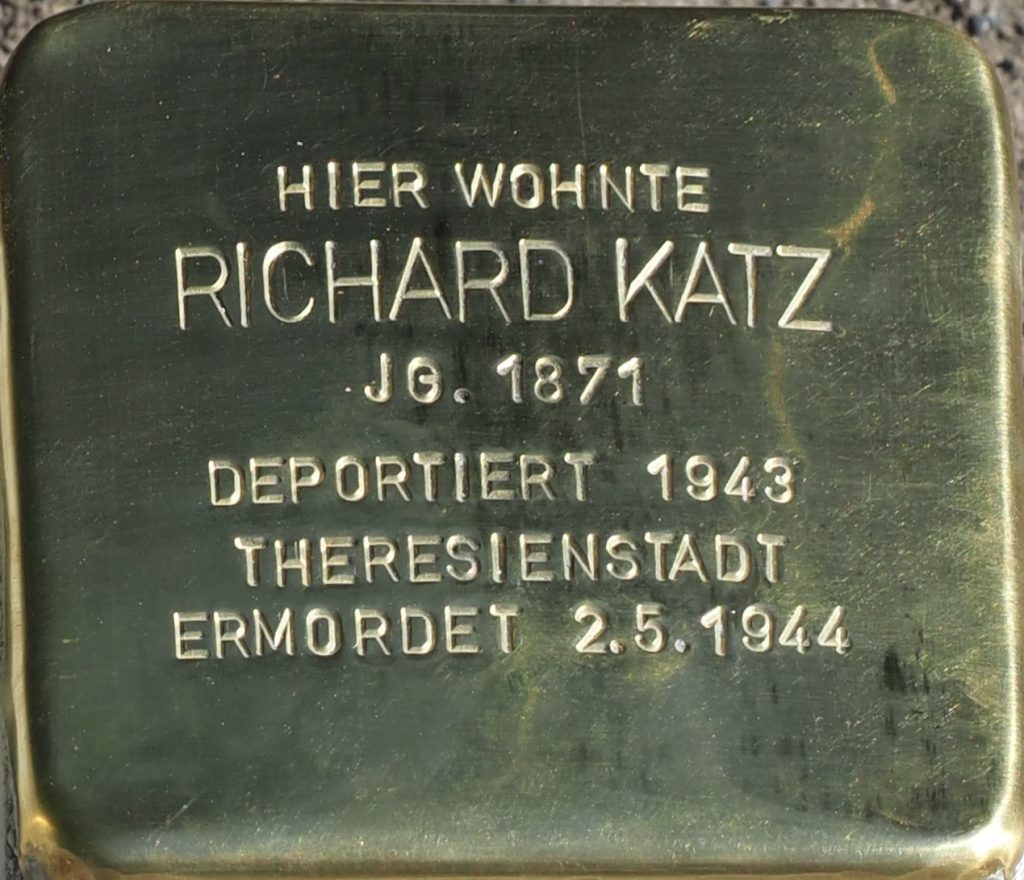 HIER WOHNTE
RICHARD KATZ
JG. 1871
DEPORTIERT 1943
THERESIENSTADT
ERMORDET 2.5.1944